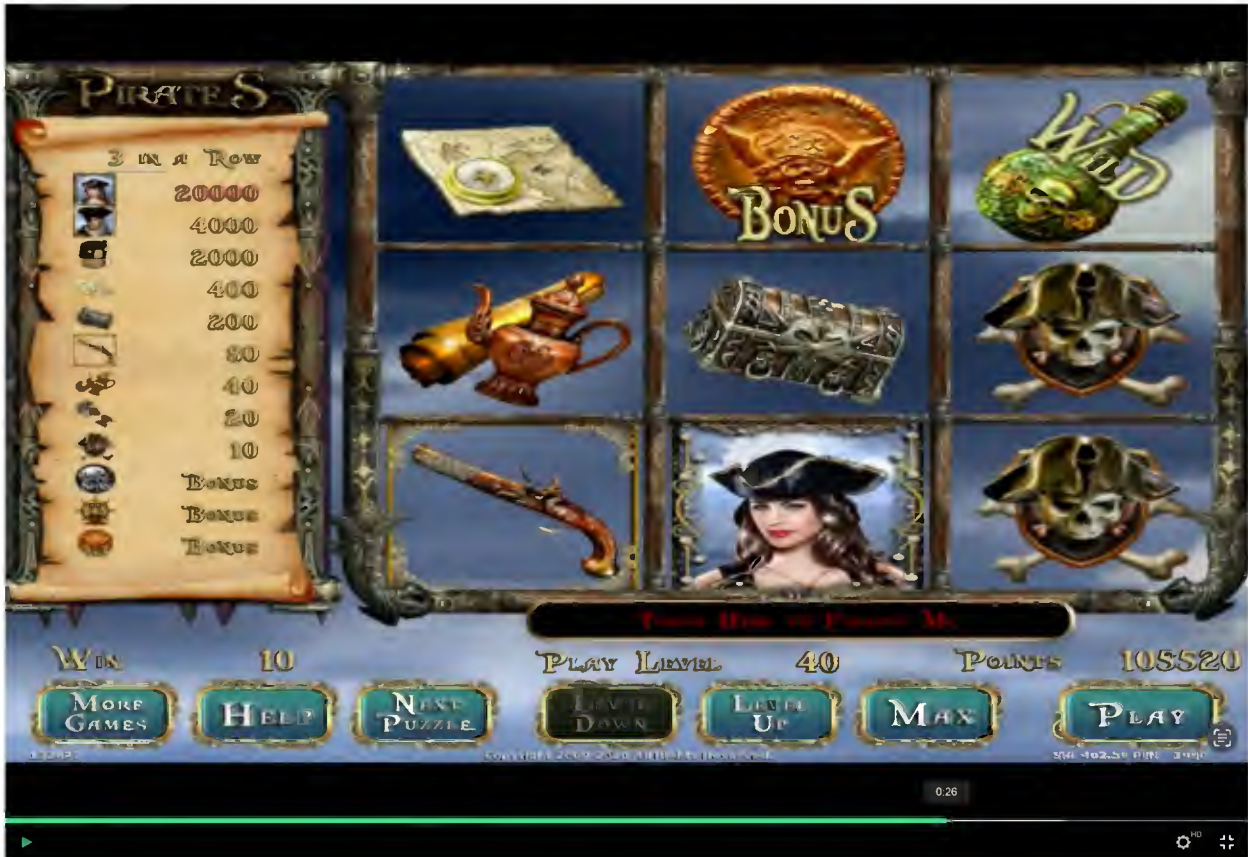 PIRATES
3 IN A ROW
20000
4000
2000
400
200
80
40
20
10
BONUS
BONUS
BONUS
BONUS
WILD
WIN 10
PLAY LEVEL 40
POINTS 105520
MORE GAMES
HELP
NEXT PUZZLE
LEVEL DOWN
LEVEL UP
MAX
PLAY
0:26
HD